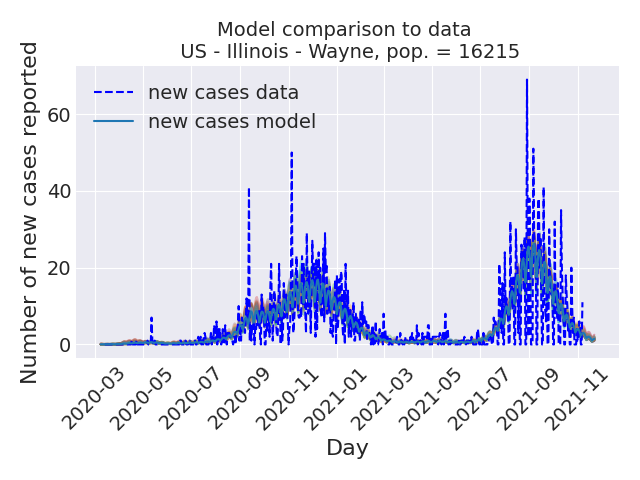 Model comparison to data
US - Illinois - Wayne, pop. = 16215
Number of new cases reported
new cases data
new cases model
60
40
20
0
2020-03
2020-05
2020-07
2020-09
2020-11
2021-01
2021-03
2021-05
2021-07
2021-09
2021-11
Day